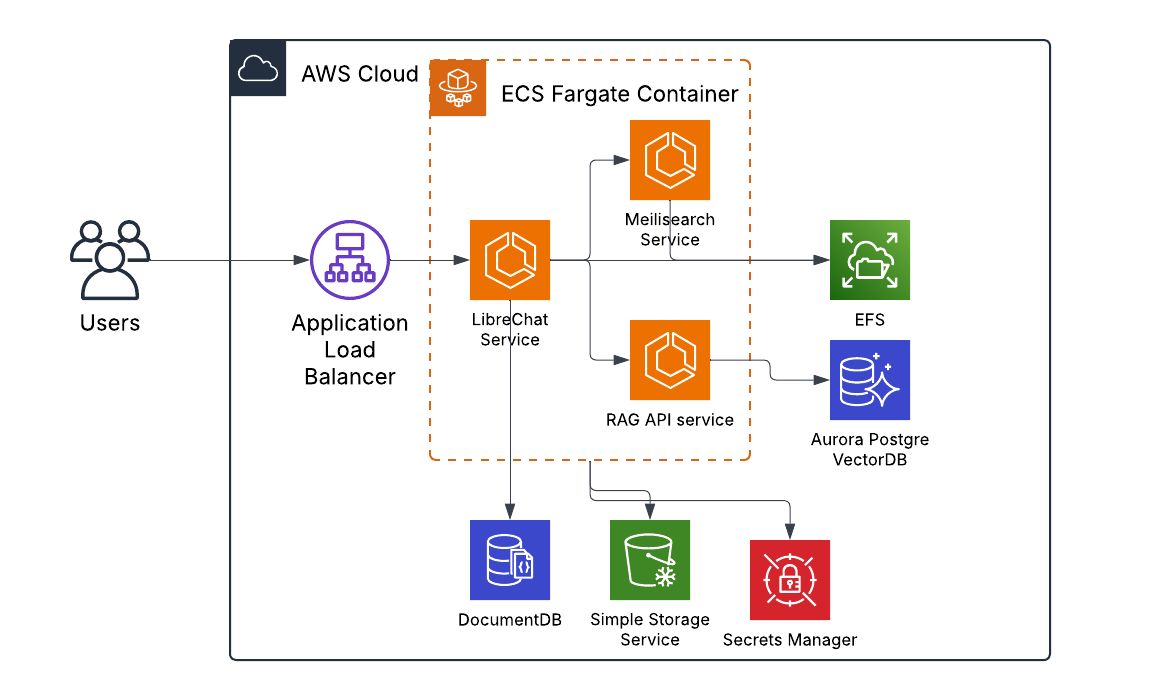 AWS Cloud
ECS Fargate Container
Meilisearch
Service
Users
Application
Load
Balancer
LibreChat
Service
EFS
RAG API service
Aurora Postgre
VectorDB
DocumentDB
Simple Storage
Service
Secrets Manager